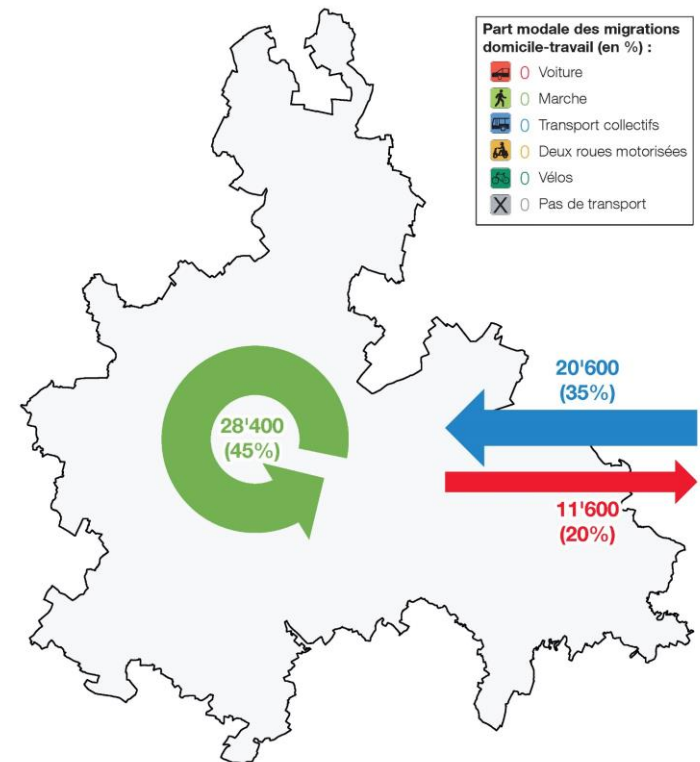 Part modale des migrations
domicile-travail (en %) :
0 Voiture
0 Marche
0 Transport collectifs
0 Deux roues motorisées
0 Vélos
0 Pas de transport
20'600
(35%)
28'400
(45%)
11'600
(20%)